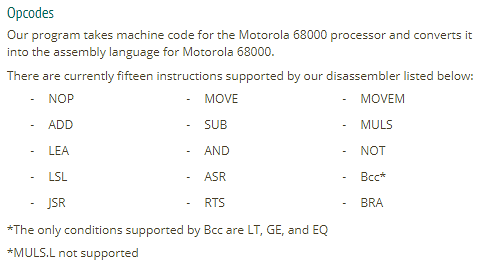 Opcodes
Our program takes machine code for the Motorola 68000 processor and converts it
into the assembly language for Motorola 68000.
There are currently fifteen instructions supported by our disassembler listed below:
- NOP - MOVE - MOVEM
- ADD - SUB - MULS
- LEA - AND - NOT
- LSL - ASR - Bcc*
- JSR - RTS - BRA
*The only conditions supported by Bcc are LT, GE, and EQ
*MULS.L not supported